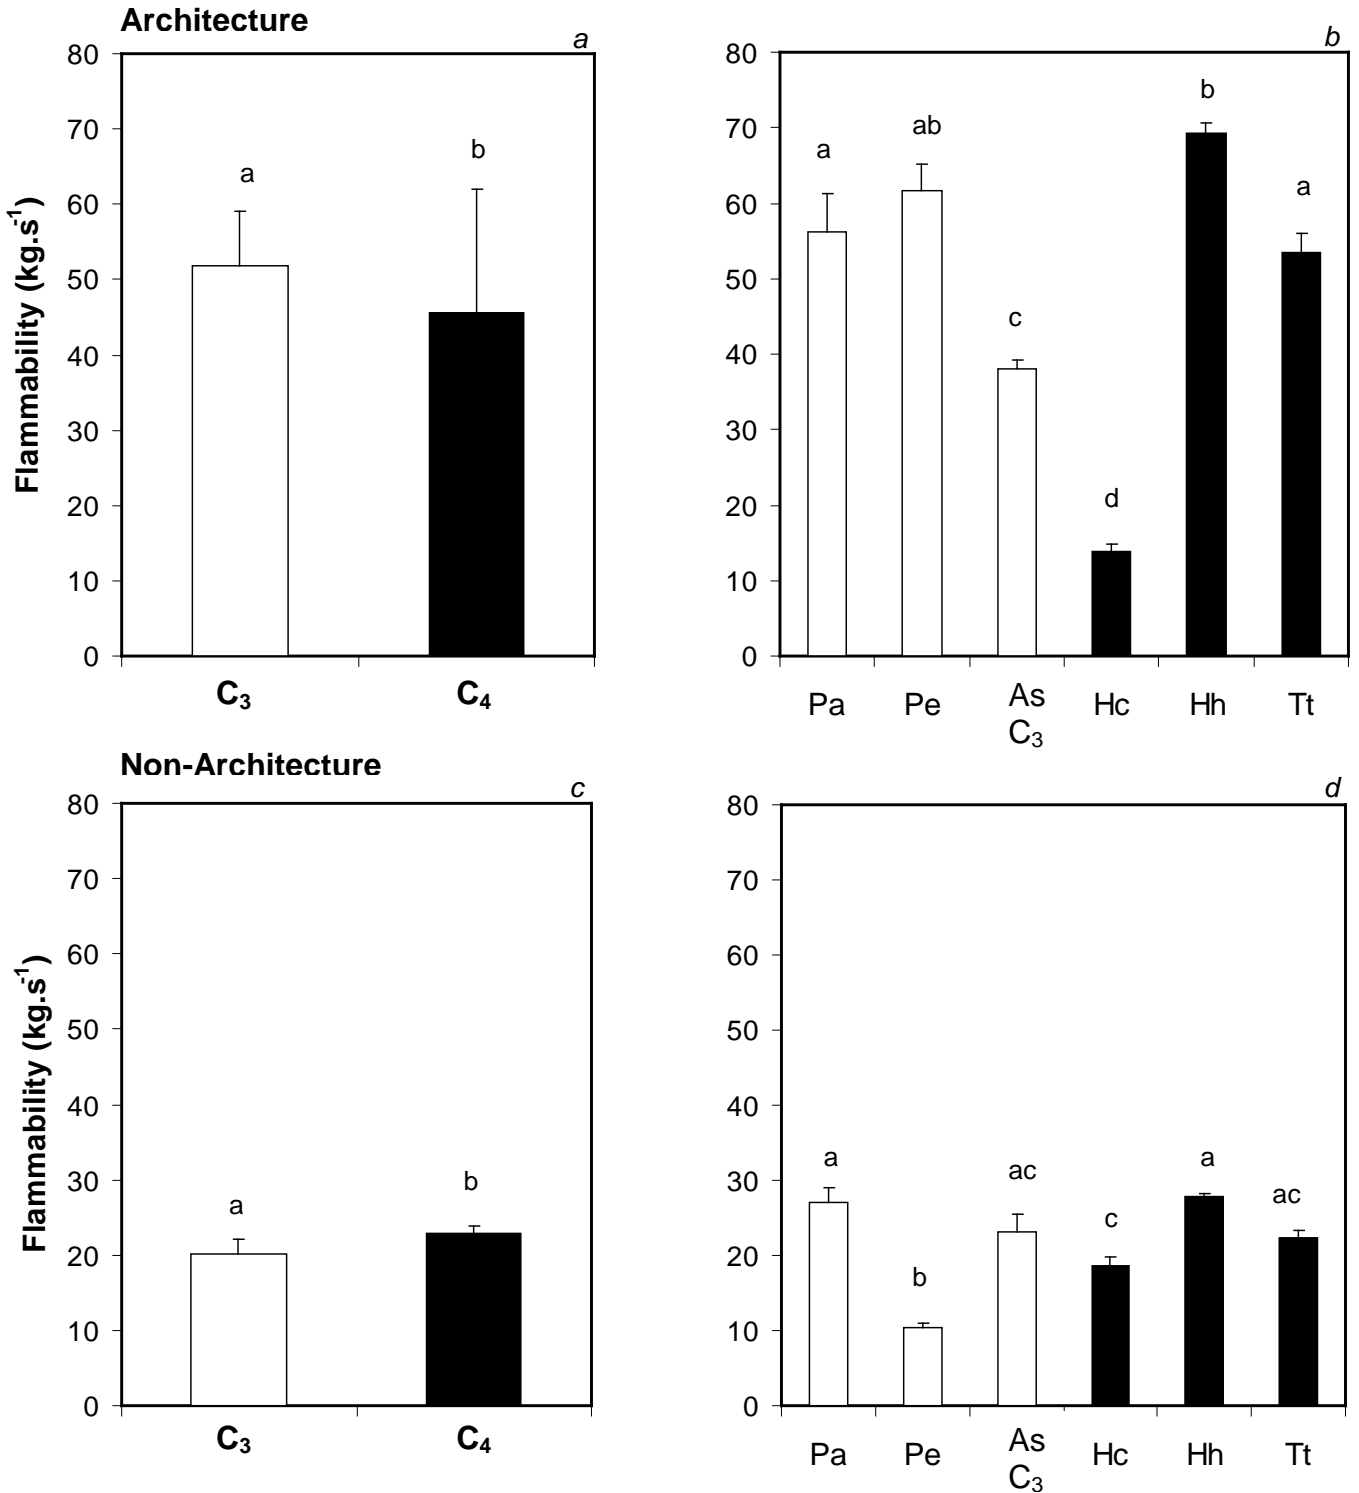 Architecture
a
80
70
60
50
40
30
20
10
0
Flammability (kg.s⁻¹)
a
b
C₃
C₄
b
80
70
60
50
40
30
20
10
0
a
ab
c
d
b
a
Pa
Pe
As
C₃
Hc
Hh
Tt
Non-Architecture
c
80
70
60
50
40
30
20
10
0
Flammability (kg.s⁻¹)
a
b
C₃
C₄
d
80
70
60
50
40
30
20
10
0
a
b
ac
c
a
ac
Pa
Pe
As
C₃
Hc
Hh
Tt